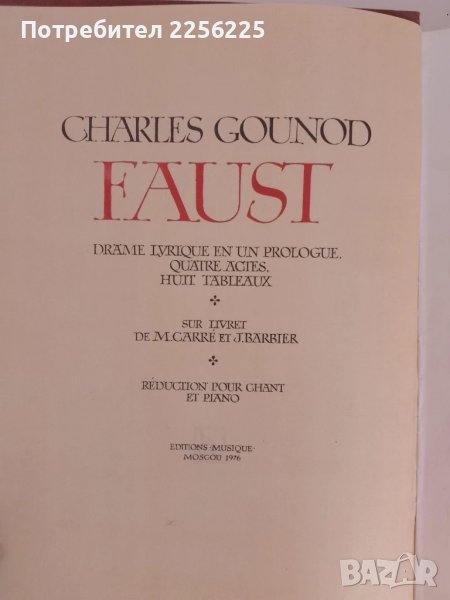 Потребител 2256225
CHARLES GOUNOD
FAUST
DRAME LYRIQUE EN UN PROLOGUE,
QUATRE ACTES,
HUIT TABLEAUX
SUR LIVRET
DE M. CARRÉ ET J. BARBIER
RÉDUCTION POUR CHANT
ET PIANO
EDITIONS ·MUSIQUE·
MOSCOU 1976
BAZAR